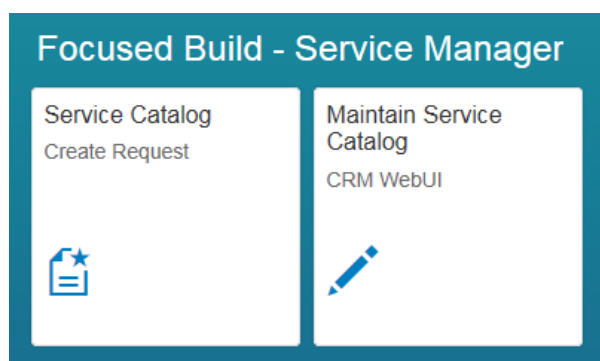 Focused Build - Service Manager
Service Catalog
Create Request
Maintain Service
Catalog
CRM WebUI